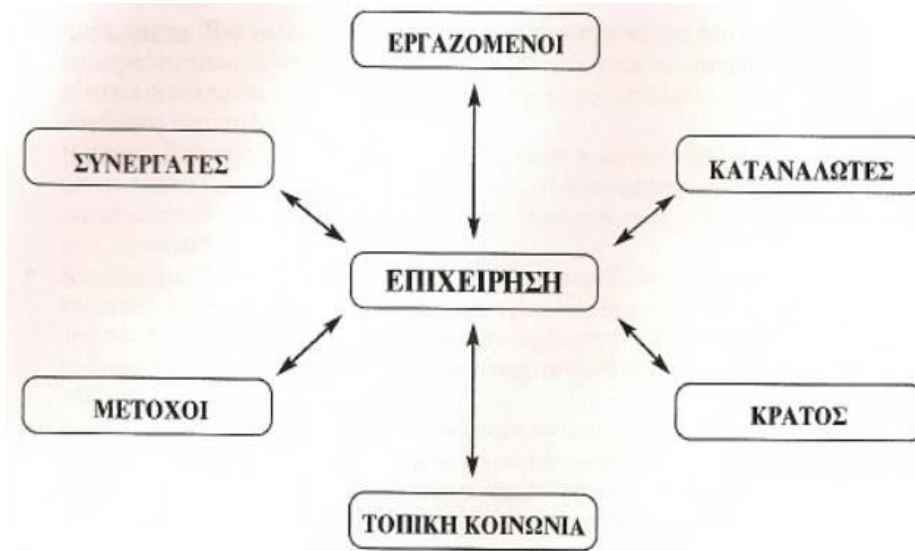 ΕΡΓΑΖΟΜΕΝΟΙ
ΣΥΝΕΡΓΑΤΕΣ
ΚΑΤΑΝΑΛΩΤΕΣ
ΕΠΙΧΕΙΡΗΣΗ
ΜΕΤΟΧΟΙ
ΚΡΑΤΟΣ
ΤΟΠΙΚΗ ΚΟΙΝΩΝΙΑ